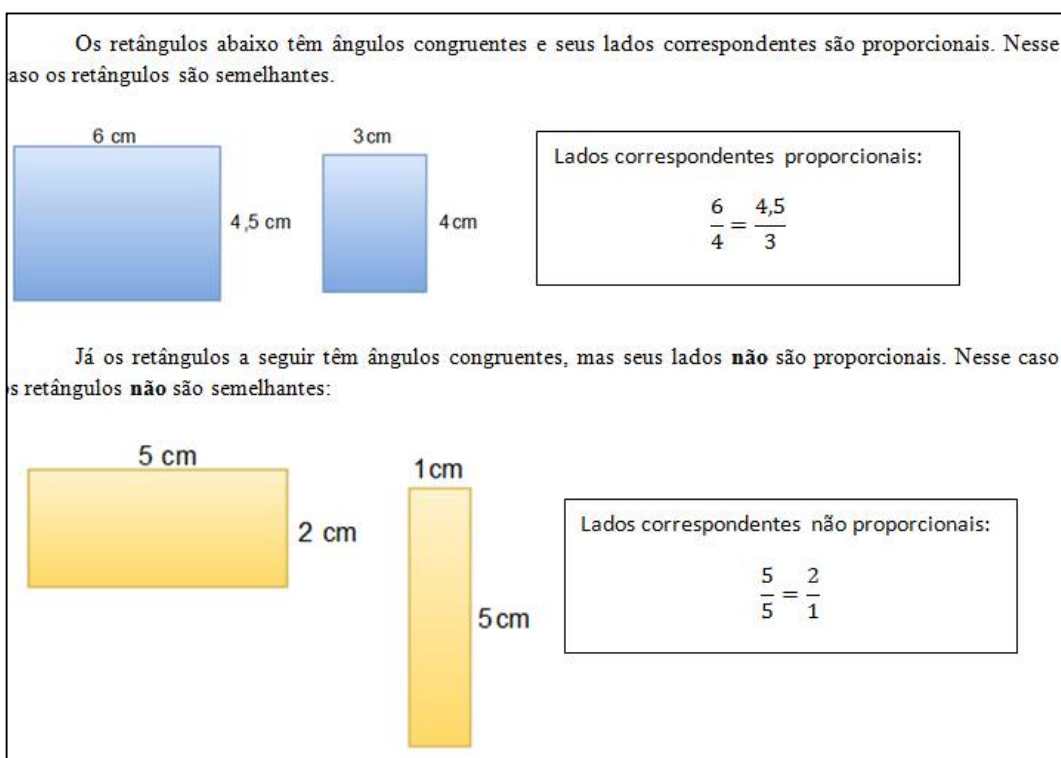 Os retângulos abaixo têm ângulos congruentes e seus lados correspondentes são proporcionais. Nesse
aso os retângulos são semelhantes.
6 cm
3cm
4,5 cm
4cm
Lados correspondentes proporcionais:
6/4 = 4,5/3
Já os retângulos a seguir têm ângulos congruentes, mas seus lados não são proporcionais. Nesse caso
s retângulos não são semelhantes:
5 cm
2 cm
1cm
5cm
Lados correspondentes não proporcionais:
5/5 = 2/1